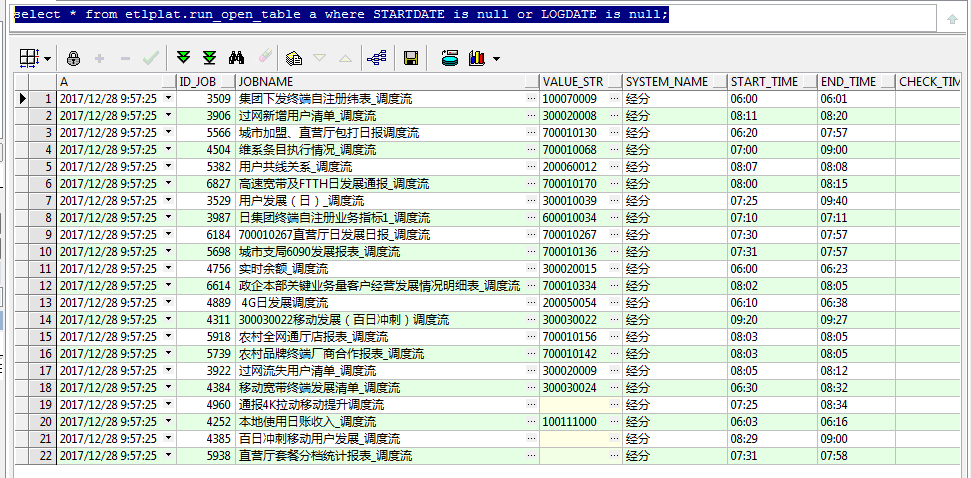 select * from etlplat.run_open_table a where STARTDATE is null or LOGDATE is null;
A ID_JOB JOBNAME VALUE_STR SYSTEM_NAME START_TIME END_TIME CHECK_TIM
1 2017/12/28 9:57:25 3509 集团下发终端自注册纬表_调度流 100070009 经分 06:00 06:01
2 2017/12/28 9:57:25 3906 过网新增用户清单_调度流 300020008 经分 08:11 08:20
3 2017/12/28 9:57:25 5566 城市加盟、直营厅包打日报调度流 700010130 经分 06:20 07:57
4 2017/12/28 9:57:25 4504 维系条目执行情况_调度流 700010068 经分 07:00 09:00
5 2017/12/28 9:57:25 5382 用户共线关系_调度流 200060012 经分 08:07 08:08
6 2017/12/28 9:57:25 6827 高速宽带及FTTH日发展通报_调度流 700010170 经分 08:00 08:15
7 2017/12/28 9:57:25 3529 用户发展（日）_调度流 300010039 经分 07:25 09:40
8 2017/12/28 9:57:25 3987 日集团终端自注册业务指标1_调度流 600010034 经分 07:10 07:11
9 2017/12/28 9:57:25 6184 700010267直营厅日发展日报_调度流 700010267 经分 07:30 07:57
10 2017/12/28 9:57:25 5698 城市支局6090发展报表_调度流 700010136 经分 07:31 07:57
11 2017/12/28 9:57:25 4756 实时余额_调度流 300020015 经分 06:00 06:23
12 2017/12/28 9:57:25 6614 政企本部关键业务量客户经营发展情况明细表_调度流 700010334 经分 08:02 08:05
13 2017/12/28 9:57:25 4889 4G日发展调度流 200050054 经分 06:10 06:38
14 2017/12/28 9:57:25 4311 300030022移动发展（百日冲刺）调度流 300030022 经分 09:20 09:27
15 2017/12/28 9:57:25 5918 农村全网通厅店报表_调度流 700010156 经分 08:03 08:05
16 2017/12/28 9:57:25 5739 农村品牌终端厂商合作报表_调度流 700010142 经分 08:03 08:05
17 2017/12/28 9:57:25 3922 过网流失用户清单_调度流 300020009 经分 08:05 08:12
18 2017/12/28 9:57:25 4384 移动宽带终端发展清单_调度流 300030024 经分 06:30 08:32
19 2017/12/28 9:57:25 4960 通报4K拉动移动提升调度流 经分 07:25 08:34
20 2017/12/28 9:57:25 4252 本地使用日账收入_调度流 100111000 经分 06:03 06:16
21 2017/12/28 9:57:25 4385 百日冲刺移动用户发展_调度流 经分 08:29 09:00
22 2017/12/28 9:57:25 5938 直营厅套餐分档统计报表_调度流 经分 07:31 07:58